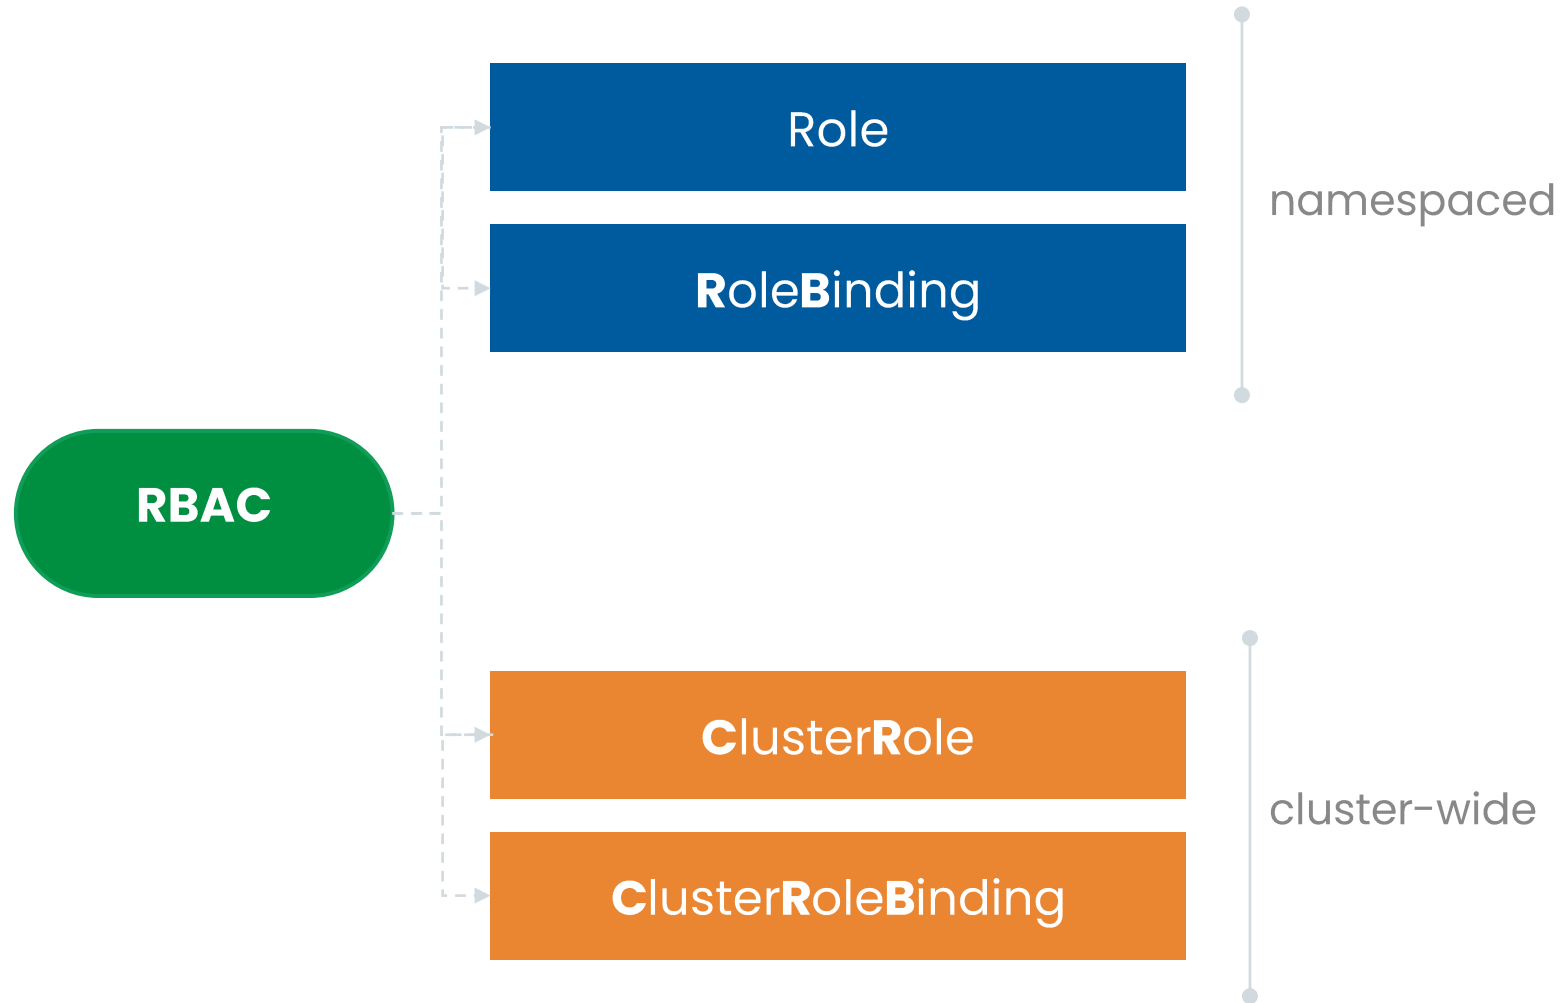 Role
namespaced
RoleBinding
RBAC
ClusterRole
cluster-wide
ClusterRoleBinding